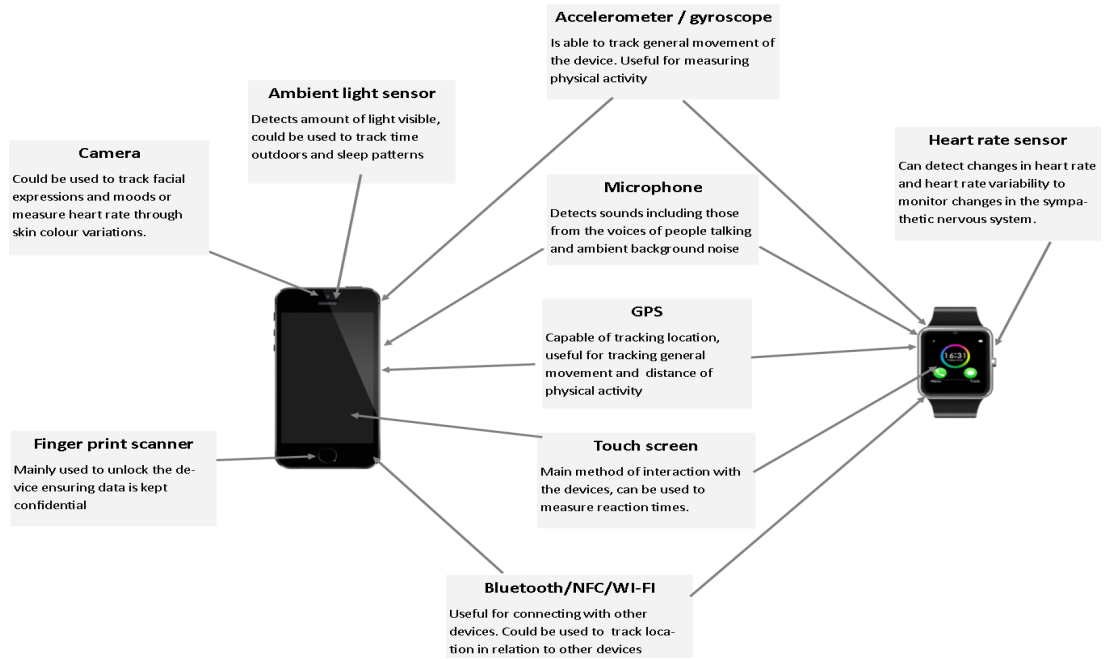 Accelerometer / gyroscope
Is able to track general movement of
the device. Useful for measuring
physical activity
Ambient light sensor
Detects amount of light visible,
could be used to track time
outdoors and sleep patterns
Camera
Could be used to track facial
expressions and moods or
measure heart rate through
skin colour variations.
Heart rate sensor
Can detect changes in heart rate
and heart rate variability to
monitor changes in the sympa-
thetic nervous system.
Microphone
Detects sounds including those
from the voices of people talking
and ambient background noise
GPS
Capable of tracking location,
useful for tracking general
movement and distance of
physical activity
16:31
Finger print scanner
Mainly used to unlock the de-
vice ensuring data is kept
confidential
Touch screen
Main method of interaction with
the devices, can be used to
measure reaction times.
Bluetooth/NFC/WI-FI
Useful for connecting with other
devices. Could be used to track loca-
tion in relation to other devices